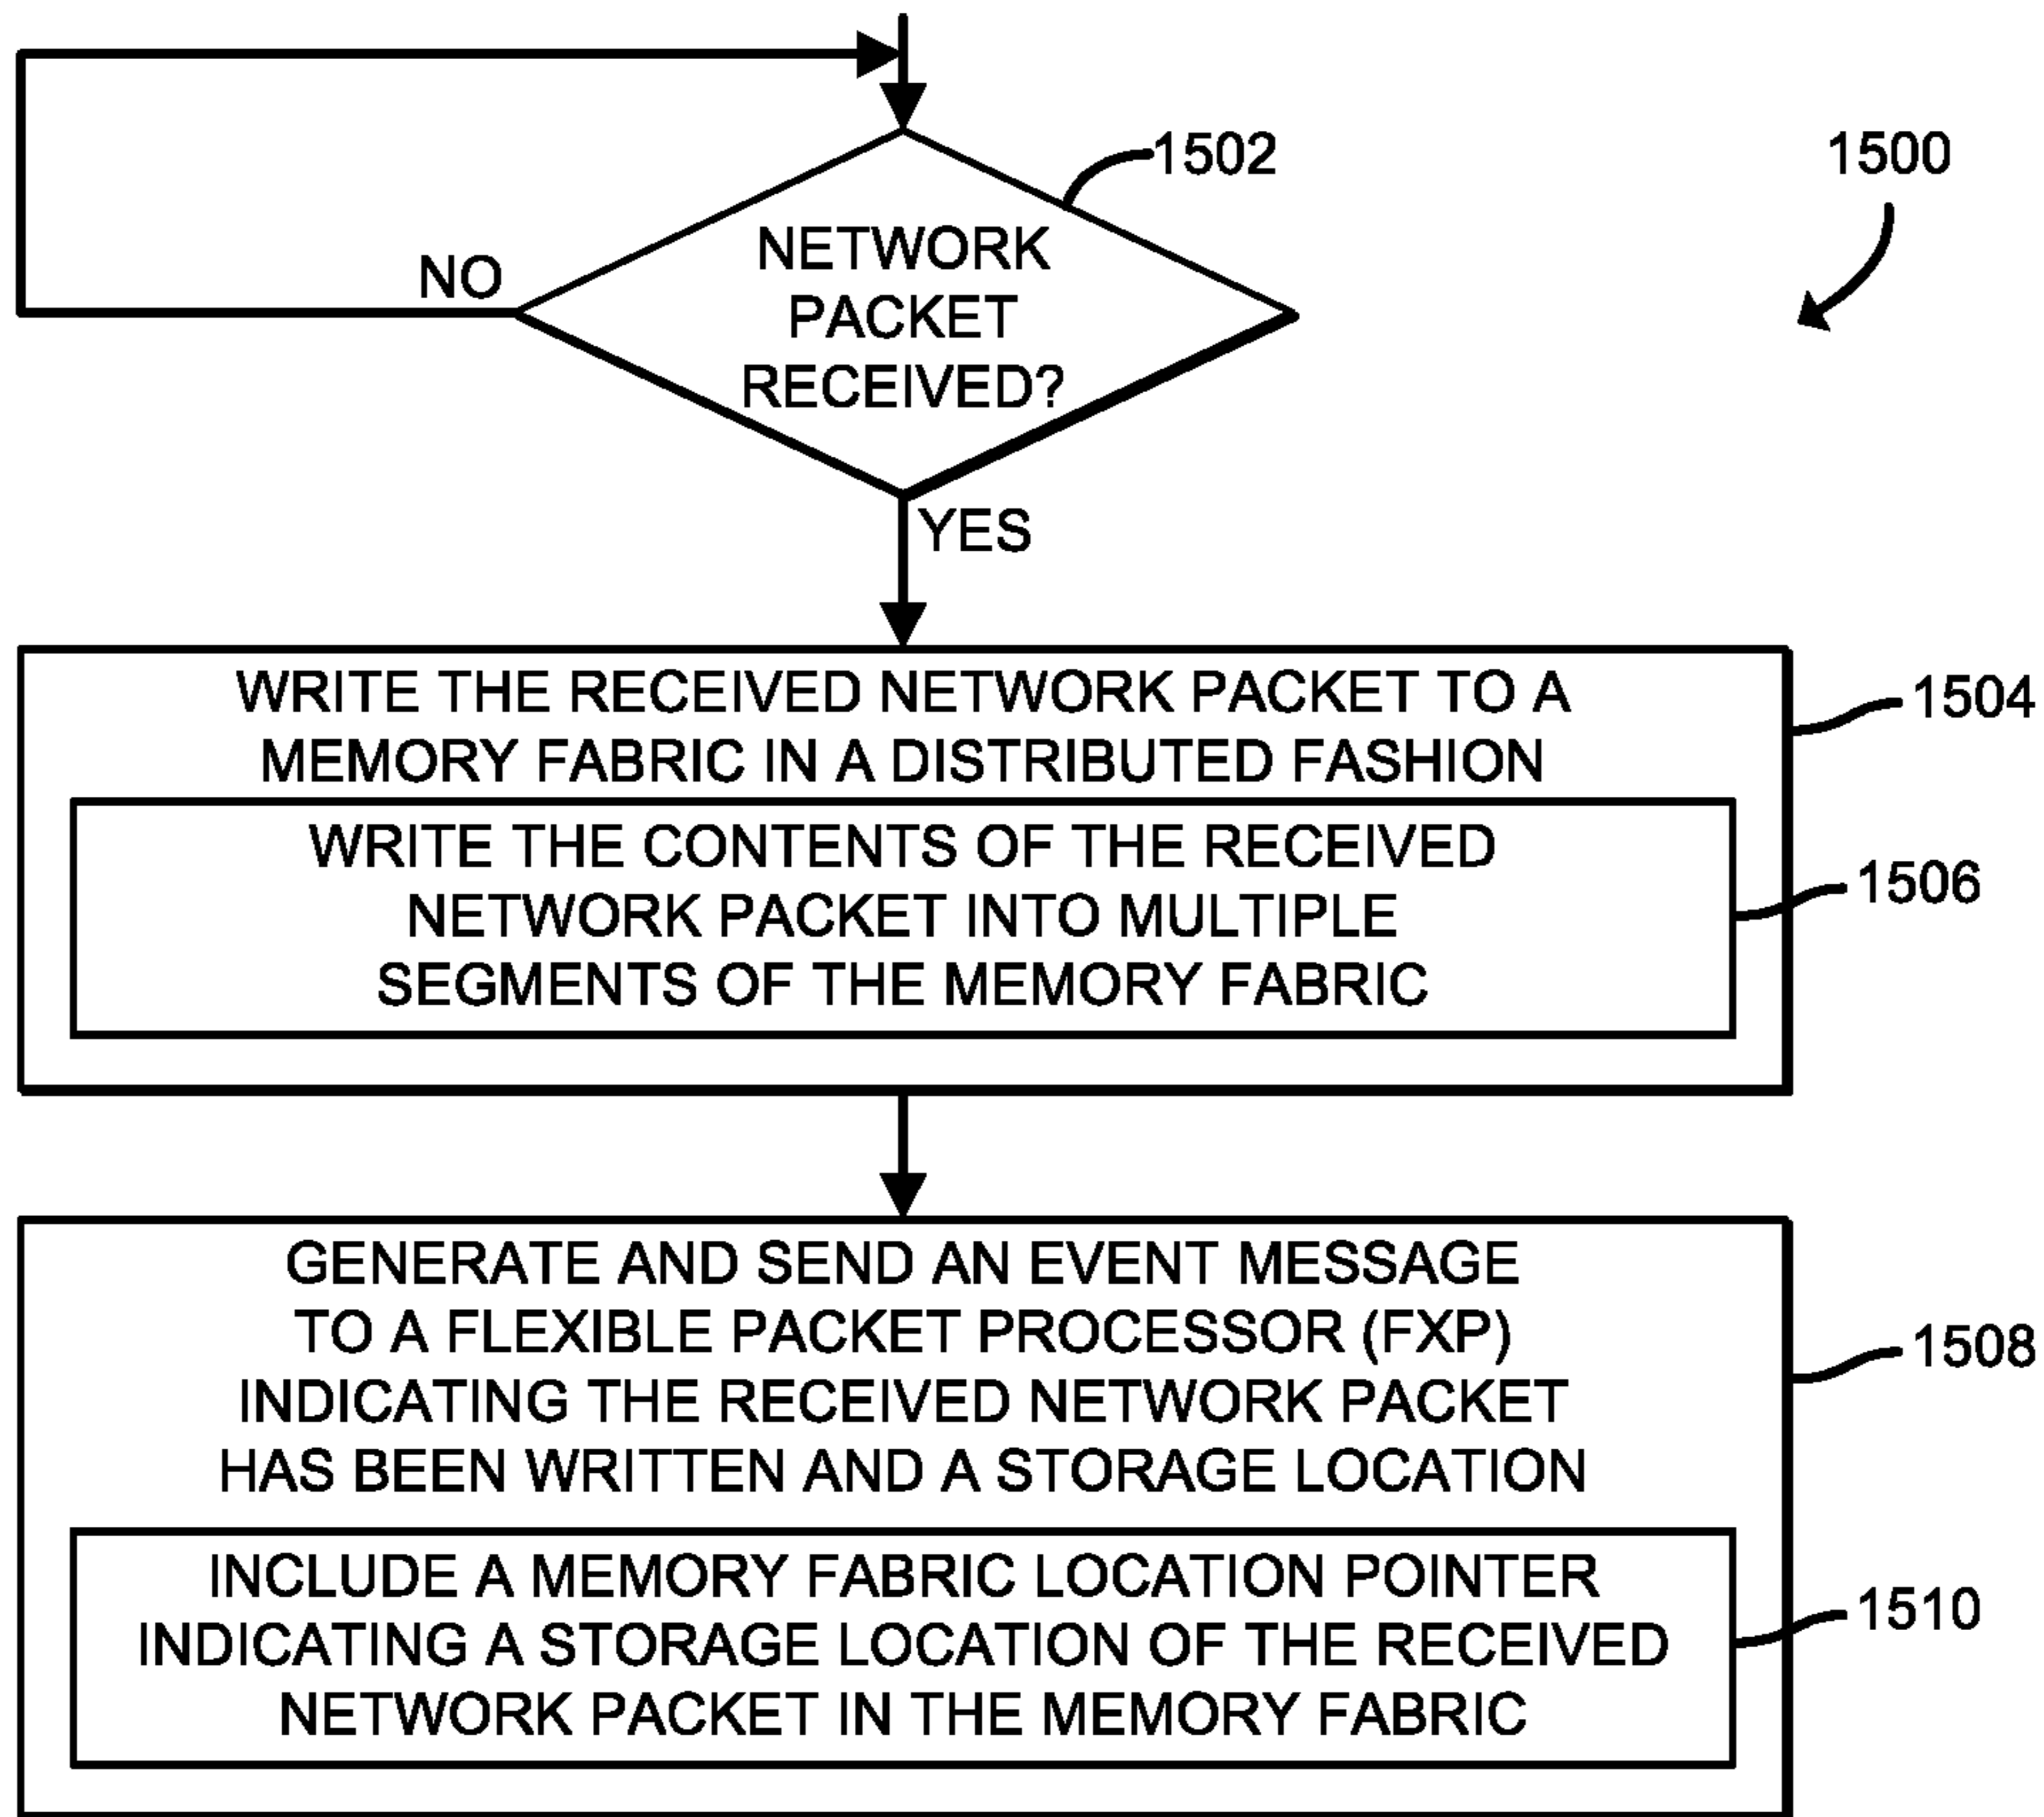 1502
1500
NETWORK
PACKET
RECEIVED?
NO
YES
WRITE THE RECEIVED NETWORK PACKET TO A
MEMORY FABRIC IN A DISTRIBUTED FASHION
1504
WRITE THE CONTENTS OF THE RECEIVED
NETWORK PACKET INTO MULTIPLE
SEGMENTS OF THE MEMORY FABRIC
1506
GENERATE AND SEND AN EVENT MESSAGE
TO A FLEXIBLE PACKET PROCESSOR (FXP)
INDICATING THE RECEIVED NETWORK PACKET
HAS BEEN WRITTEN AND A STORAGE LOCATION
1508
INCLUDE A MEMORY FABRIC LOCATION POINTER
INDICATING A STORAGE LOCATION OF THE RECEIVED
NETWORK PACKET IN THE MEMORY FABRIC
1510